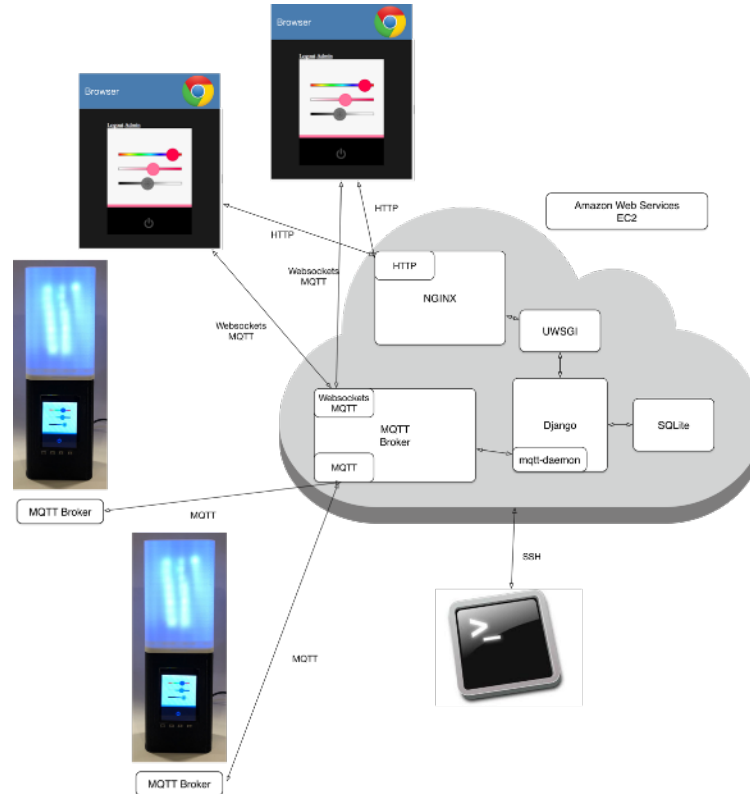 Browser
Logout Admin
Browser
Logout Admin
HTTP
HTTP
Amazon Web Services
EC2
HTTP
NGINX
Websockets
MQTT
UWSGI
Websockets
MQTT
Websockets
MQTT
MQTT
Broker
Django
SQLite
MQTT
mqtt-daemon
MQTT Broker
MQTT
SSH
>_
MQTT
MQTT Broker